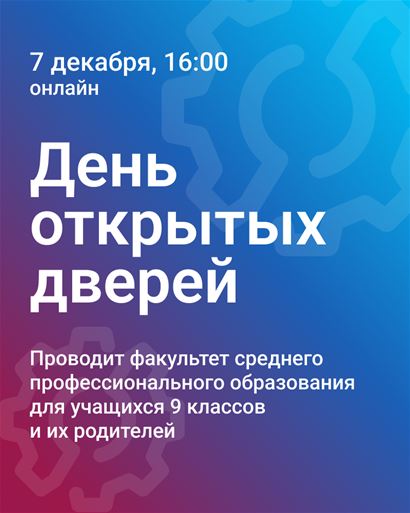 7 декабря, 16:00
онлайн
День
открытых
дверей
Проводит факультет среднего
профессионального образования
для учащихся 9 классов
и их родителей